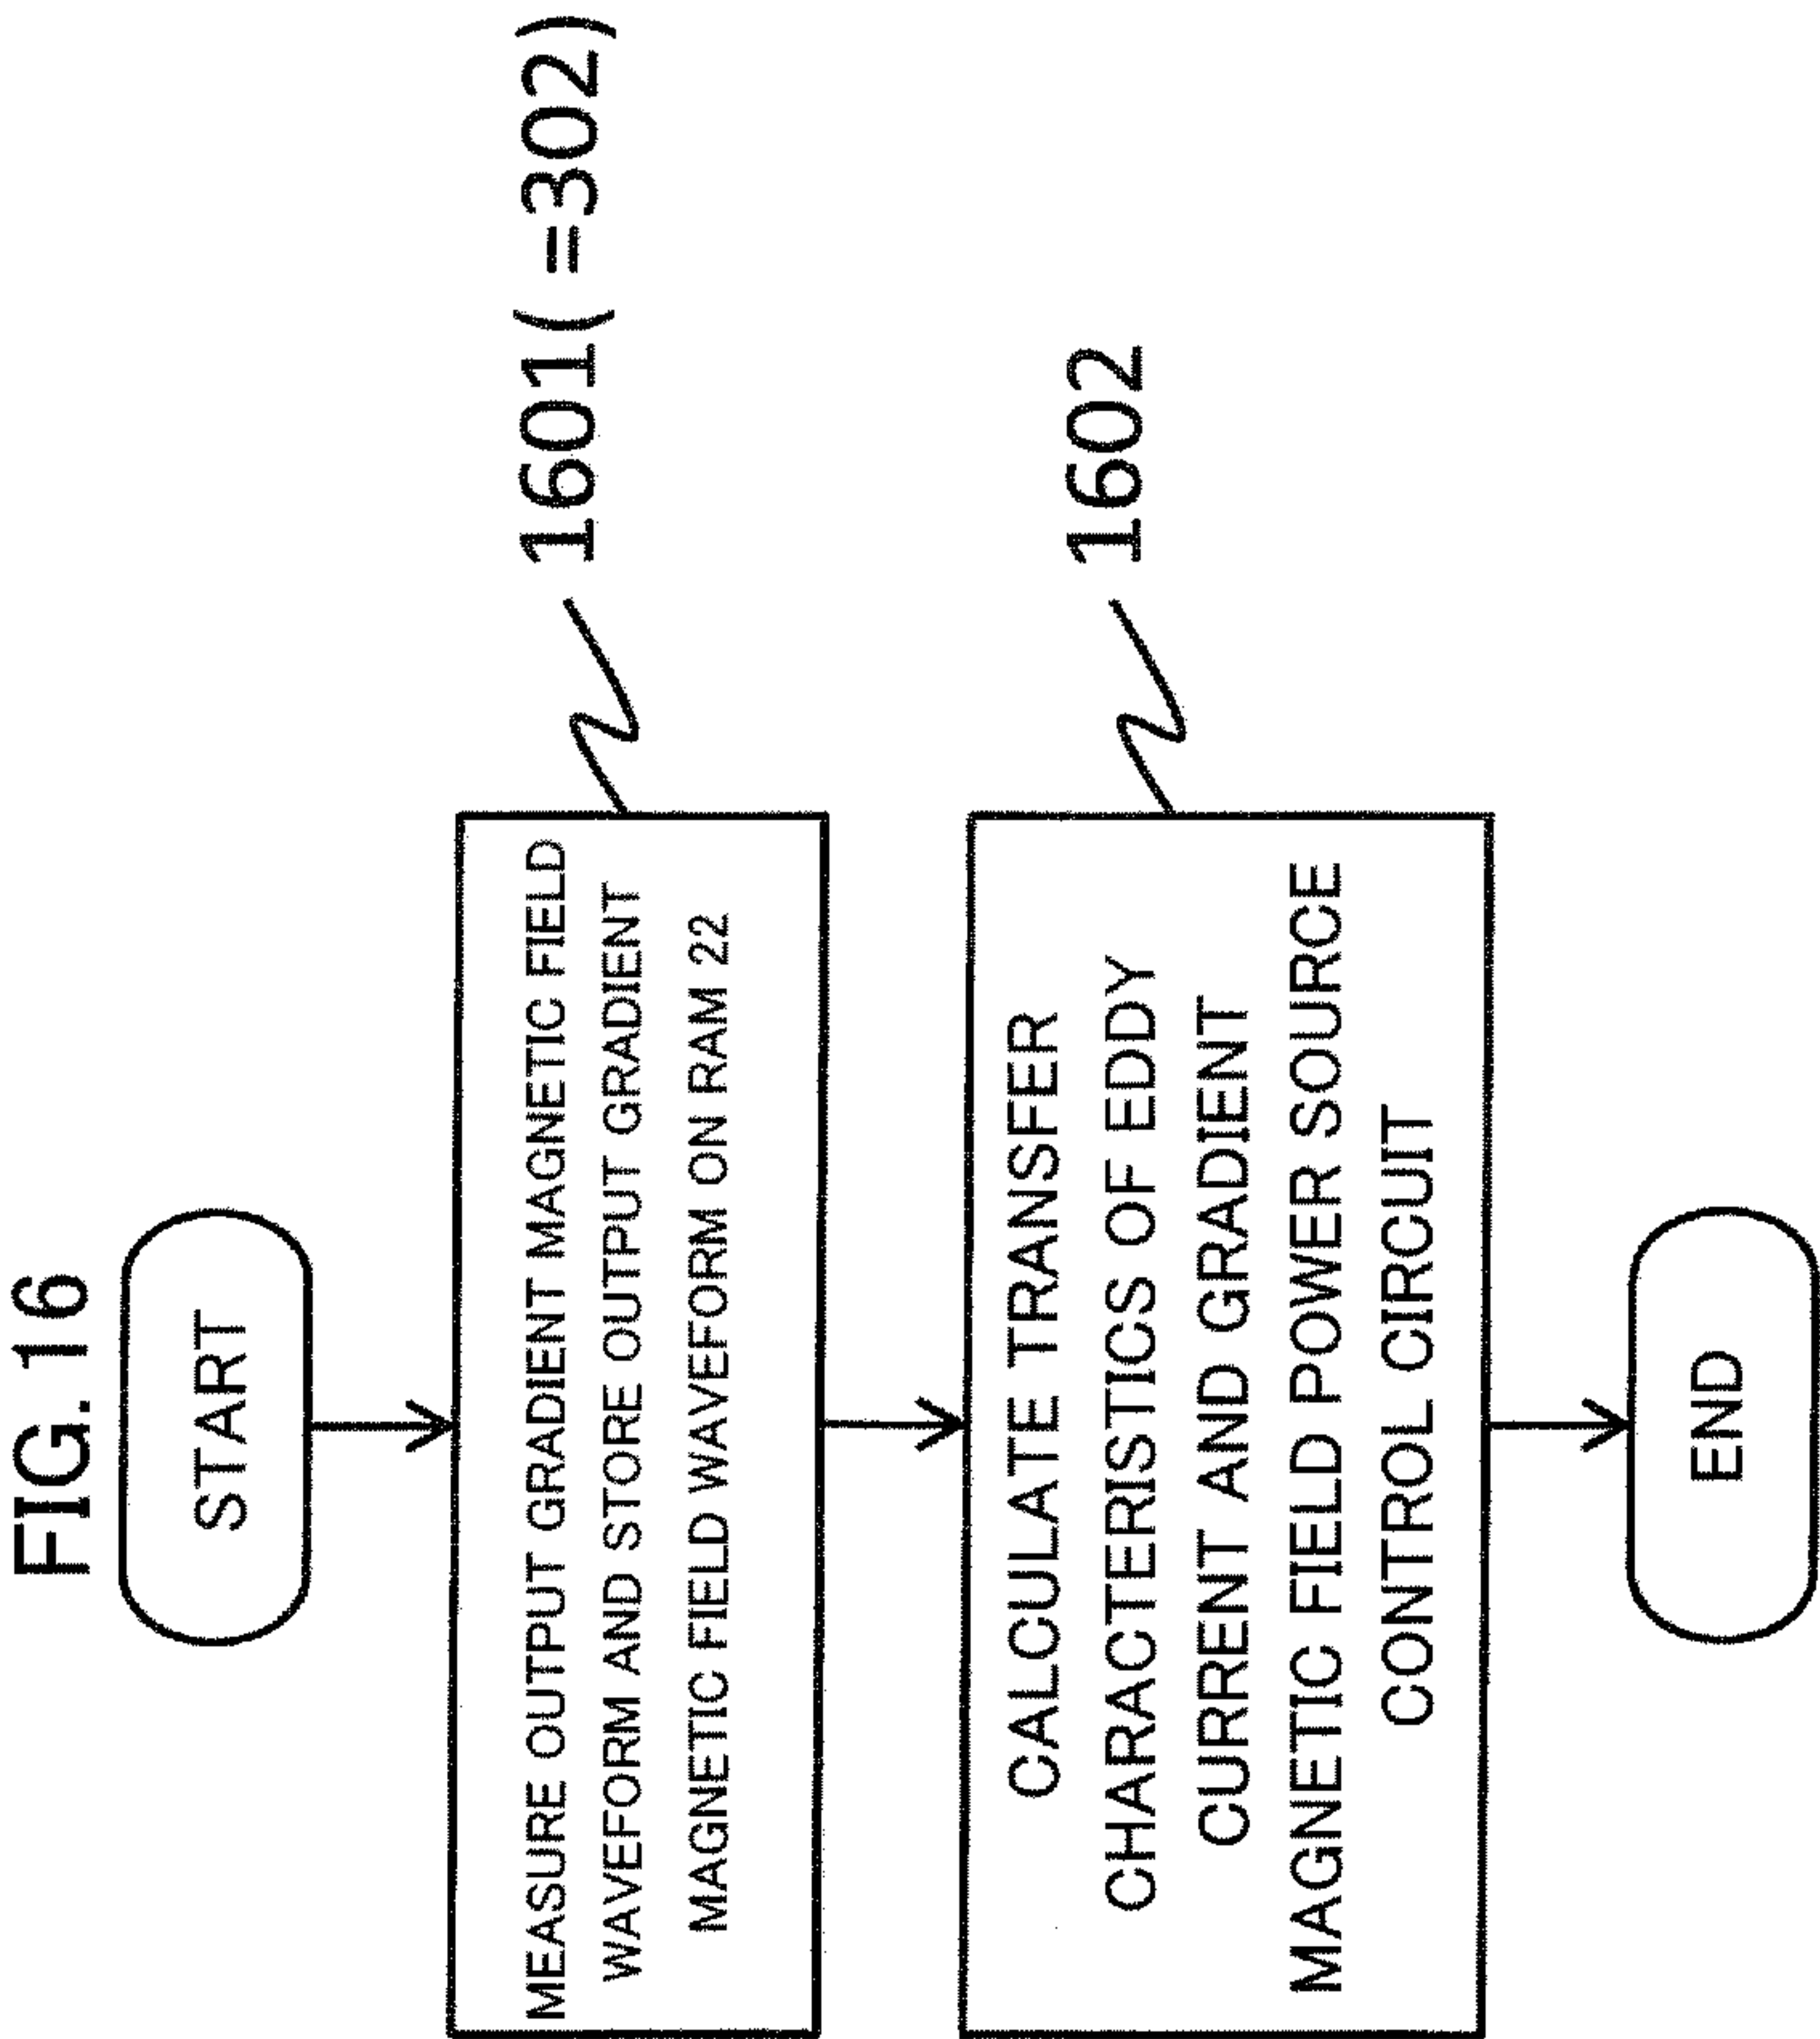 FIG. 16
START
MEASURE OUTPUT GRADIENT MAGNETIC FIELD
WAVEFORM AND STORE OUTPUT GRADIENT
MAGNETIC FIELD WAVEFORM ON RAM 22
1601( =302)
CALCULATE TRANSFER
CHARACTERISTICS OF EDDY
CURRENT AND GRADIENT
MAGNETIC FIELD POWER SOURCE
CONTROL CIRCUIT
1602
END